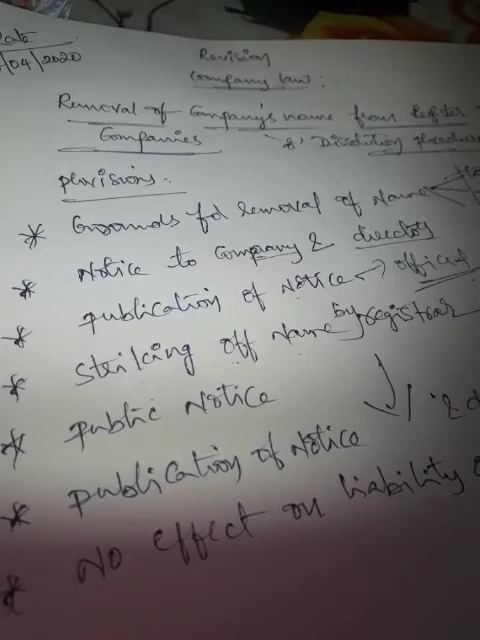 Date
/04/2020
Revision
Company law:
Removal of Company's name from Register
Companies & Dissolution procedure
provisions:
* Grounds for removal of Name
* Notice to Company & directors
* publication of Notice → official
* striking off Name by registrar
* public Notice
* publication of Notice
* No effect on liability